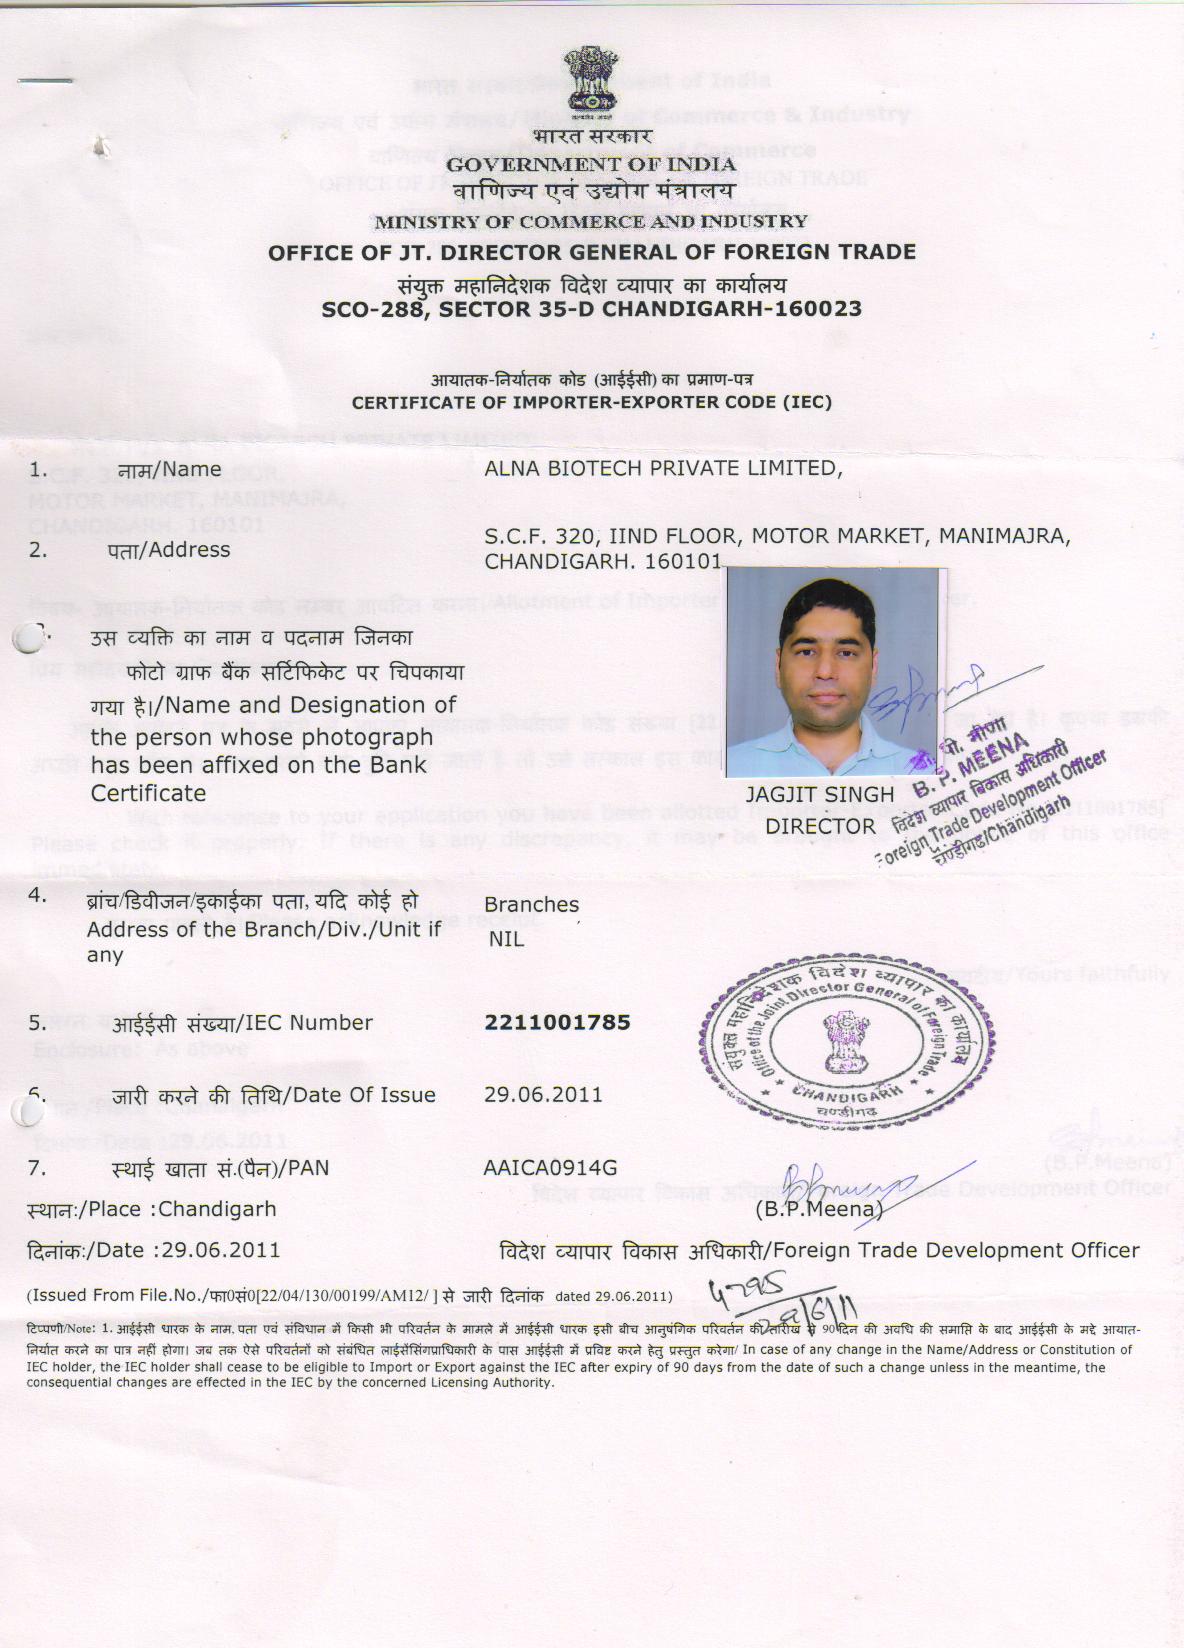 भारत सरकार
GOVERNMENT OF INDIA
वाणिज्य एवं उद्योग मंत्रालय
MINISTRY OF COMMERCE AND INDUSTRY
OFFICE OF JT. DIRECTOR GENERAL OF FOREIGN TRADE
संयुक्त महानिदेशक विदेश व्यापार का कार्यालय
SCO-288, SECTOR 35-D CHANDIGARH-160023
आयातक-निर्यातक कोड (आईईसी) का प्रमाण-पत्र
CERTIFICATE OF IMPORTER-EXPORTER CODE (IEC)
1. नाम/Name ALNA BIOTECH PRIVATE LIMITED,
2. पता/Address S.C.F. 320, IIND FLOOR, MOTOR MARKET, MANIMAJRA,
CHANDIGARH. 160101
उस व्यक्ति का नाम व पदनाम जिनका
फोटो ग्राफ बैंक सर्टिफिकेट पर चिपकाया
गया है।/Name and Designation of
the person whose photograph
has been affixed on the Bank
Certificate
JAGJIT SINGH
DIRECTOR
बी. पी. मीणा
B. P. MEENA
विदेश व्यापार विकास अधिकारी
Foreign Trade Development Officer
चण्डीगढ/Chandigarh
4. ब्रांच/डिवीजन/इकाईका पता, यदि कोई हो Branches
Address of the Branch/Div./Unit if NIL
any
संयुक्त महानिदेशक विदेश व्यापार का कार्यालय
Office of the Joint Director General of Foreign Trade
CHANDIGARH
चण्डीगढ
5. आईईसी संख्या/IEC Number 2211001785
6. जारी करने की तिथि/Date Of Issue 29.06.2011
7. स्थाई खाता सं.(पैन)/PAN AAICA0914G
स्थानः/Place :Chandigarh (B.P.Meena)
दिनांकः/Date :29.06.2011 विदेश व्यापार विकास अधिकारी/Foreign Trade Development Officer
(Issued From File.No./फा0सं0[22/04/130/00199/AM12/ ] से जारी दिनांक dated 29.06.2011)
टिप्पणी/Note: 1. आईईसी धारक के नाम, पता एवं संविधान में किसी भी परिवर्तन के मामले में आईईसी धारक इसी बीच आनुषंगिक परिवर्तन की तारीख से 90 दिन की अवधि की समाप्ति के बाद आईईसी के मद्दे आयात-
निर्यात करने का पात्र नहीं होगा। जब तक ऐसे परिवर्तनों को संबंधित लाईसेंसिंगप्राधिकारी के पास आईईसी में प्रविष्ट करने हेतु प्रस्तुत करेगा/ In case of any change in the Name/Address or Constitution of
IEC holder, the IEC holder shall cease to be eligible to Import or Export against the IEC after expiry of 90 days from the date of such a change unless in the meantime, the
consequential changes are effected in the IEC by the concerned Licensing Authority.